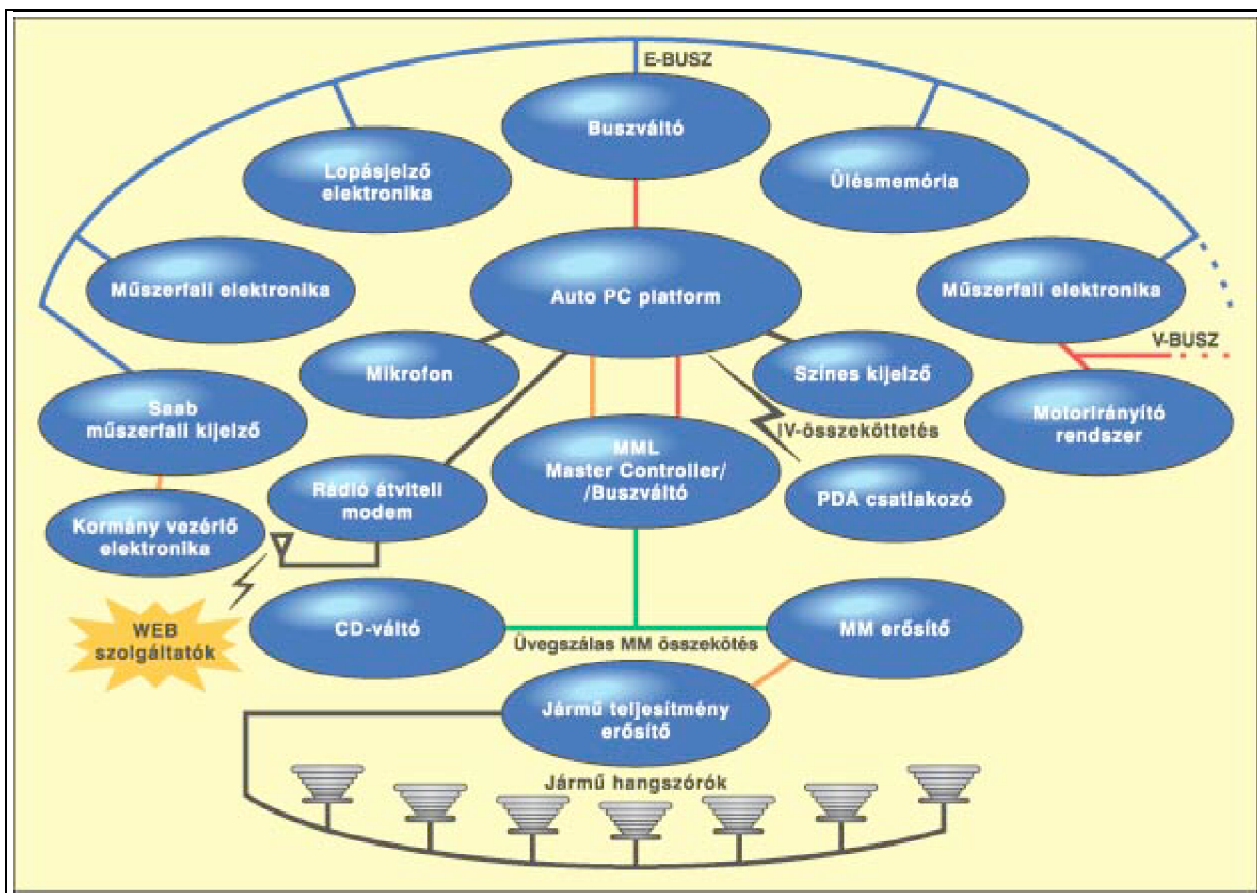 E-BUSZ
Buszváltó
Lopásjelző
elektronika
Ülésmemória
Műszerfali elektronika
Auto PC platform
Műszerfali elektronika
V-BUSZ
Mikrofon
Színes kijelző
Saab
műszerfali kijelző
Motorirányító
rendszer
IV-összeköttetés
MML
Master Controller/
/Buszváltó
Rádió átviteli
modem
PDA csatlakozó
Kormány vezérlő
elektronika
WEB
szolgáltatók
CD-váltó
Üvegszálas MM összekötés
MM erősítő
Jármű teljesítmény
erősítő
Jármű hangszórók